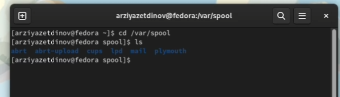 arziyazetdinov@fedora:/var/spool
[arziyazetdinov@fedora ~]$ cd /var/spool
[arziyazetdinov@fedora spool]$ ls
abrt abrt-upload cups lpd mail plymouth
[arziyazetdinov@fedora spool]$